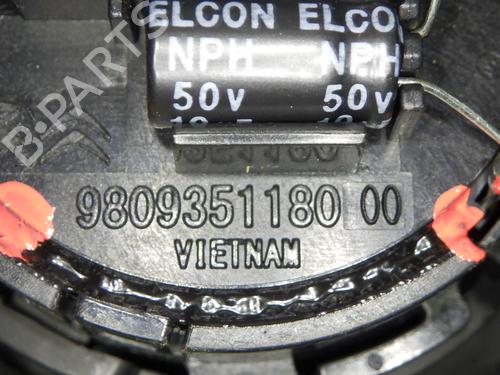 ELCON ELCO
NPH NPH
50V 50V
9809351180 00
VIETNAM
B-PARTS